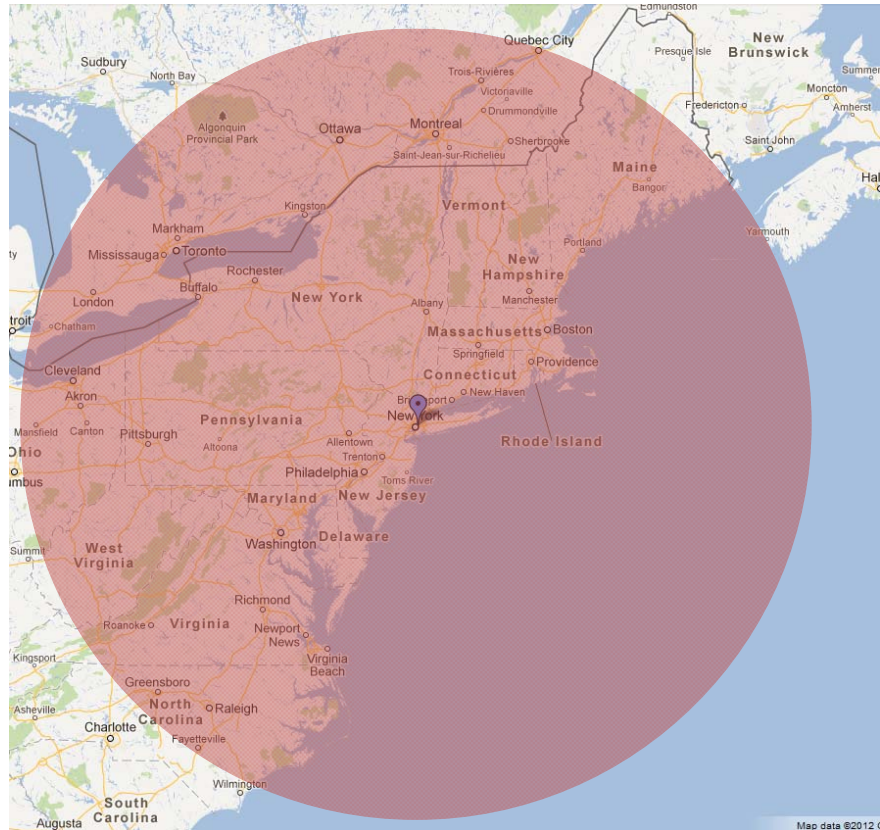 Edmundston
Quebec City
New
Brunswick
Presque Isle
Sudbury
North Bay
Trois-Rivières
Summer
Victoriaville
Moncton
Fredericton
Amherst
Drummondville
Algonquin
Provincial Park
Ottawa
Montreal
Sherbrooke
Saint John
Saint-Jean-sur-Richelieu
Maine
Hal
Bangor
Kingston
Vermont
Markham
Yarmouth
Mississauga
Toronto
Portland
New
Hampshire
Rochester
London
Buffalo
New York
Manchester
Albany
troit
Chatham
Massachusetts
Boston
Springfield
Providence
Cleveland
Connecticut
Akron
Br
port
New Haven
New York
Pennsylvania
Mansfield
Canton
Pittsburgh
Altoona
Allentown
Rhode Island
Ohio
Trenton
umbus
Philadelphia
Toms River
Maryland
New Jersey
Delaware
Washington
Summit
West
Virginia
Richmond
Roanoke
Virginia
Newport
News
Virginia
Beach
Kingsport
Greensboro
North
Carolina
Raleigh
Asheville
Charlotte
Fayetteville
Wilmington
South
Carolina
Augusta
Map data ©2012 G